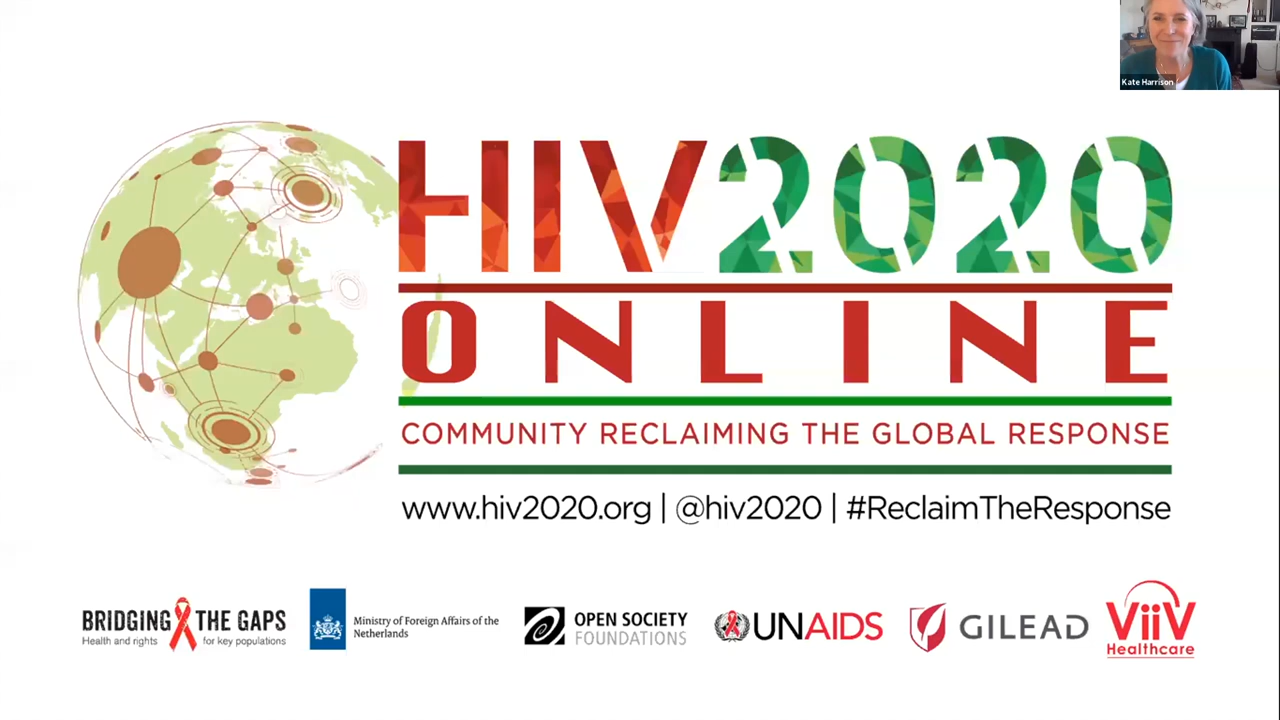 Kate Harrison
HIV2020
ONLINE
COMMUNITY RECLAIMING THE GLOBAL RESPONSE
www.hiv2020.org | @hiv2020 | #ReclaimTheResponse
BRIDGING THE GAPS
Health and rights for key populations
Ministry of Foreign Affairs of the
Netherlands
OPEN SOCIETY
FOUNDATIONS
UNAIDS
GILEAD
ViiV
Healthcare